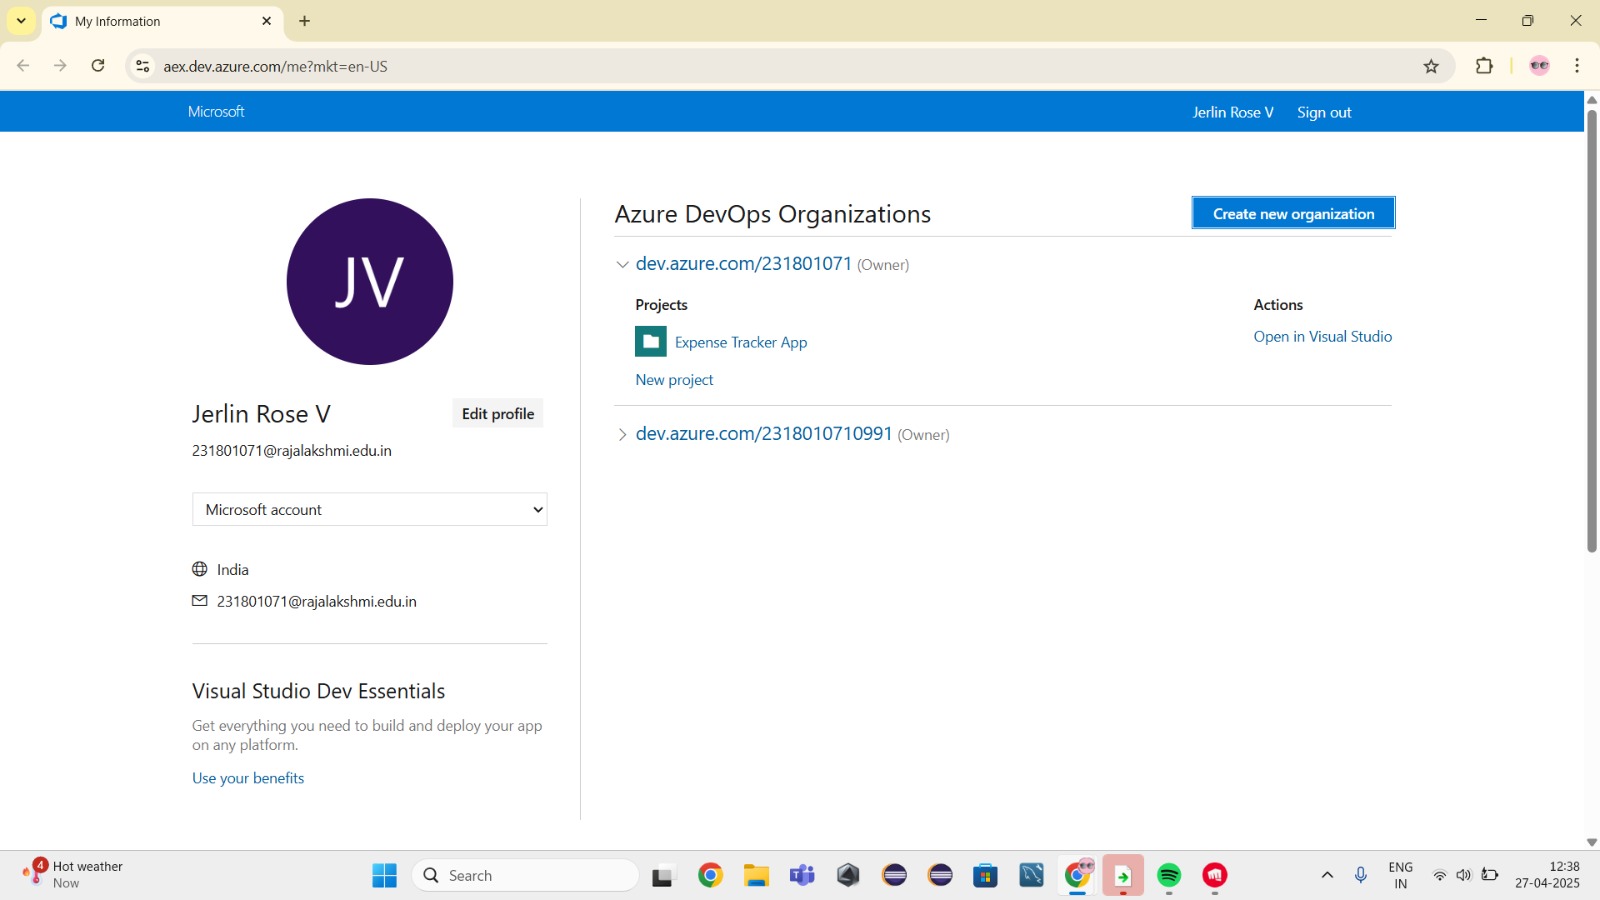 My Information
aex.dev.azure.com/me?mkt=en-US
Microsoft
Jerlin Rose V
Sign out
JV
Jerlin Rose V
Edit profile
231801071@rajalakshmi.edu.in
Microsoft account
India
231801071@rajalakshmi.edu.in
Visual Studio Dev Essentials
Get everything you need to build and deploy your app
on any platform.
Use your benefits
Azure DevOps Organizations
Create new organization
dev.azure.com/231801071 (Owner)
Projects
Actions
Expense Tracker App
Open in Visual Studio
New project
dev.azure.com/2318010710991 (Owner)
4
Hot weather
Now
Search
ENG
IN
12:38
27-04-2025